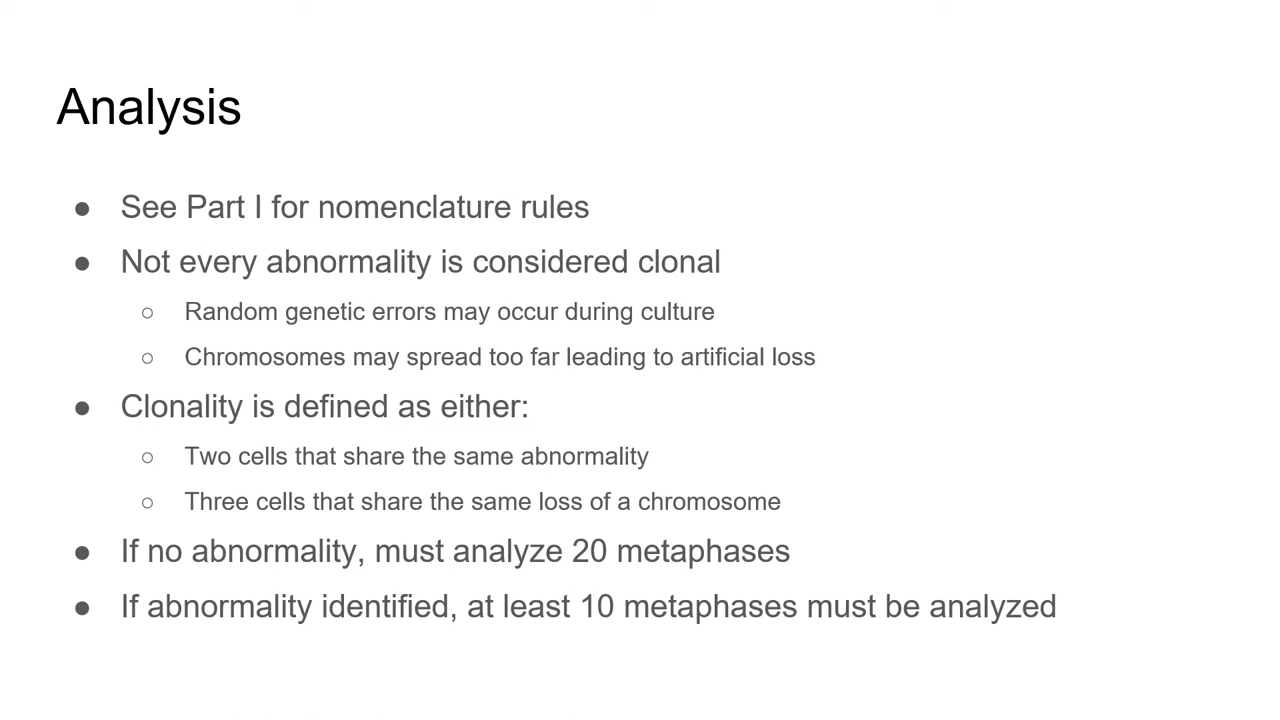 Analysis
● See Part I for nomenclature rules
● Not every abnormality is considered clonal
○ Random genetic errors may occur during culture
○ Chromosomes may spread too far leading to artificial loss
● Clonality is defined as either:
○ Two cells that share the same abnormality
○ Three cells that share the same loss of a chromosome
● If no abnormality, must analyze 20 metaphases
● If abnormality identified, at least 10 metaphases must be analyzed